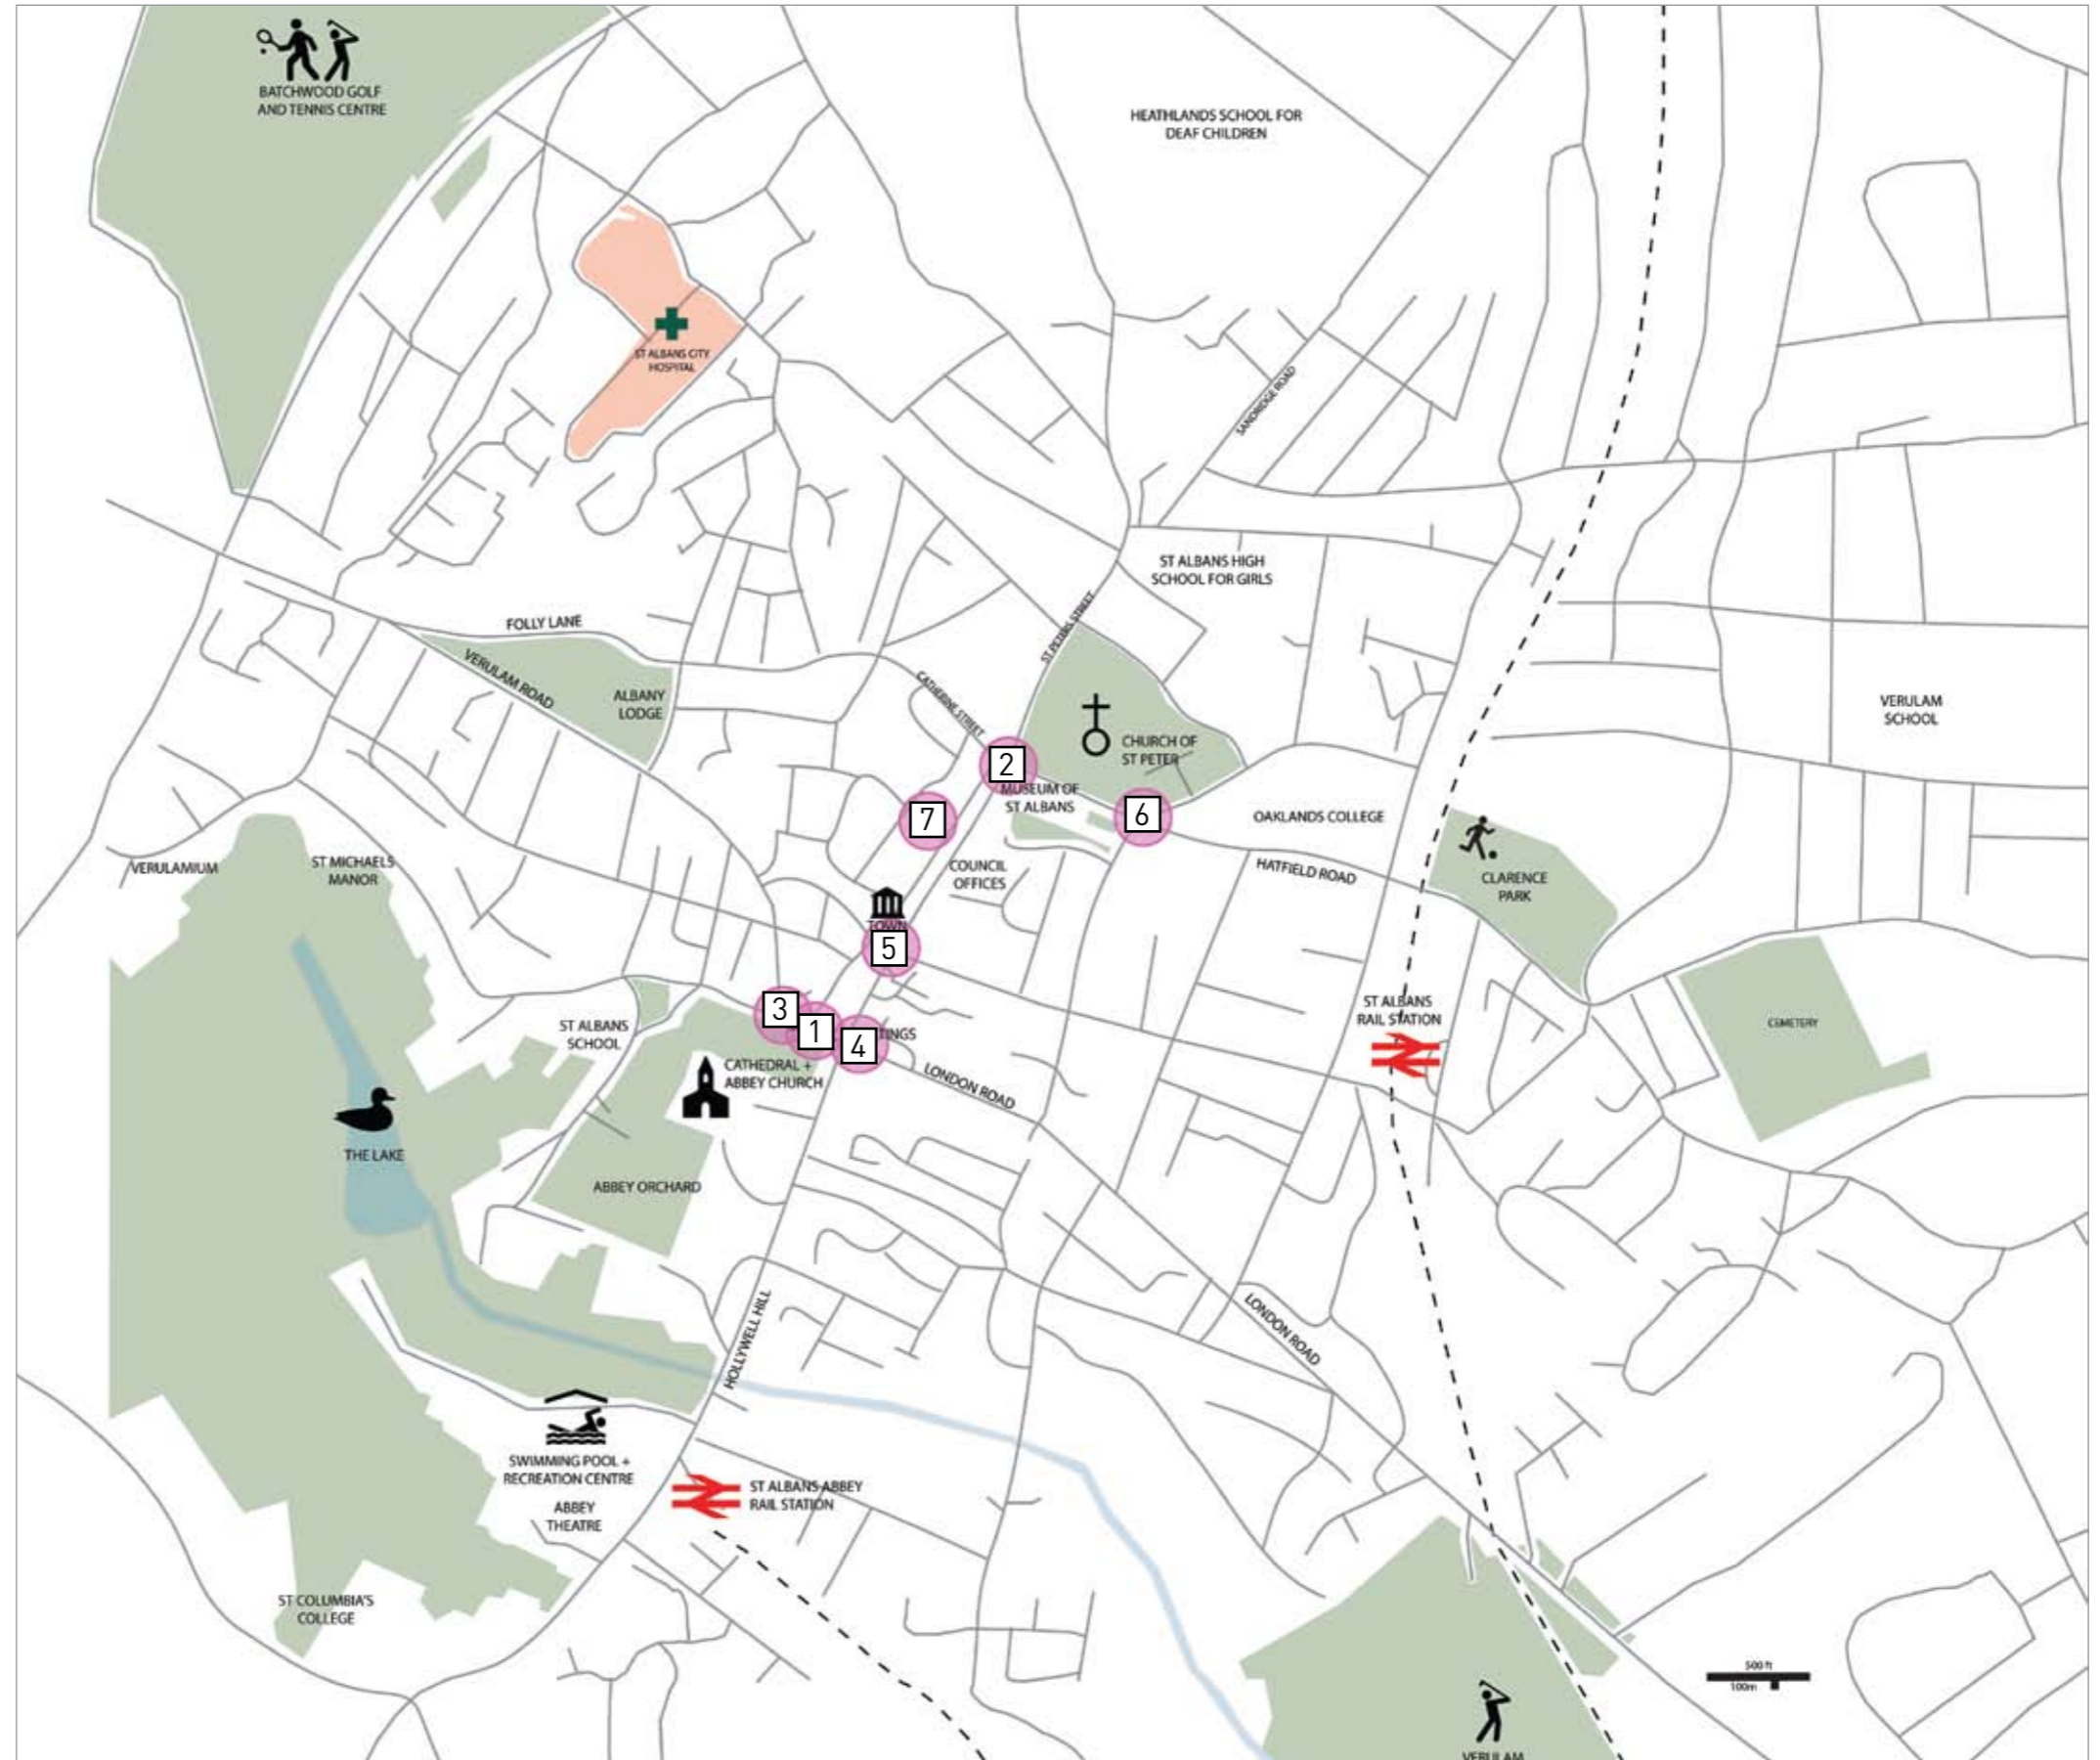 BATCHWOOD GOLF
AND TENNIS CENTRE
HEATHLANDS SCHOOL FOR
DEAF CHILDREN
ST ALBANS CITY
HOSPITAL
SANDRIDGE ROAD
ST ALBANS HIGH
SCHOOL FOR GIRLS
FOLLY LANE
ST PETERS STREET
VERULAM ROAD
ALBANY
LODGE
CATHERINE STREET
VERULAM
SCHOOL
CHURCH OF
ST PETER
2
MUSEUM OF
ST ALBANS
7
6
OAKLANDS COLLEGE
VERULAMIUM
ST MICHAELS
MANOR
COUNCIL
OFFICES
HATFIELD ROAD
CLARENCE
PARK
TOWN
5
3
1
4
TINGS
ST ALBANS
RAIL STATION
CEMETERY
ST ALBANS
SCHOOL
CATHEDRAL +
ABBEY CHURCH
LONDON ROAD
THE LAKE
ABBEY ORCHARD
HOLLYWELL HILL
LONDON ROAD
SWIMMING POOL +
RECREATION CENTRE
ABBEY
THEATRE
ST ALBANS ABBEY
RAIL STATION
ST COLUMBIA'S
COLLEGE
500 ft
100m
VERULAM